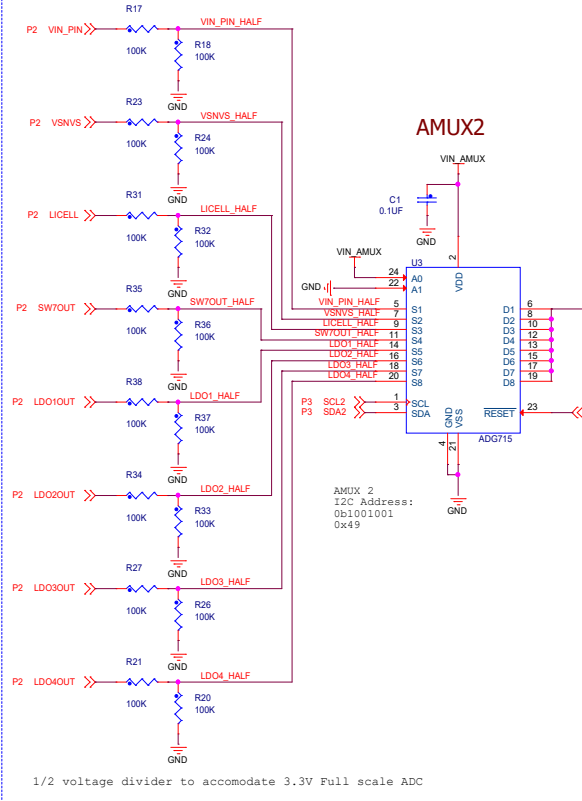 R17
P2 VIN_PIN
VIN_PIN_HALF
100K
R18
100K
GND
R23
P2 VSNVS
VSNVS_HALF
100K
R24
100K
GND
R31
P2 LICELL
LICELL_HALF
100K
R32
100K
GND
R35
P2 SW7OUT
SW7OUT_HALF
100K
R36
100K
GND
R38
P2 LDO1OUT
LDO1_HALF
100K
R37
100K
GND
R34
P2 LDO2OUT
LDO2_HALF
100K
R33
100K
GND
R27
P2 LDO3OUT
LDO3_HALF
100K
R26
100K
GND
R21
P2 LDO4OUT
LDO4_HALF
100K
R20
100K
GND
AMUX2
VIN_AMUX
C1
0.1UF
GND
VIN_AMUX
GND
U3
2
VDD
24 A0
22 A1
VIN_PIN_HALF 5 S1
VSNVS_HALF 7 S2
LICELL_HALF 9 S3
SW7OUT_HALF 11 S4
LDO1_HALF 14 S5
LDO2_HALF 16 S6
LDO3_HALF 18 S7
LDO4_HALF 20 S8
D1 6
D2 8
D3 10
D4 12
D5 13
D6 15
D7 17
D8 19
P3 SCL2 1 SCL
P3 SDA2 3 SDA
RESET 23
GND
VSS
4
21
ADG715
GND
AMUX 2
I2C Address:
0b1001001
0x49
1/2 voltage divider to accomodate 3.3V Full scale ADC